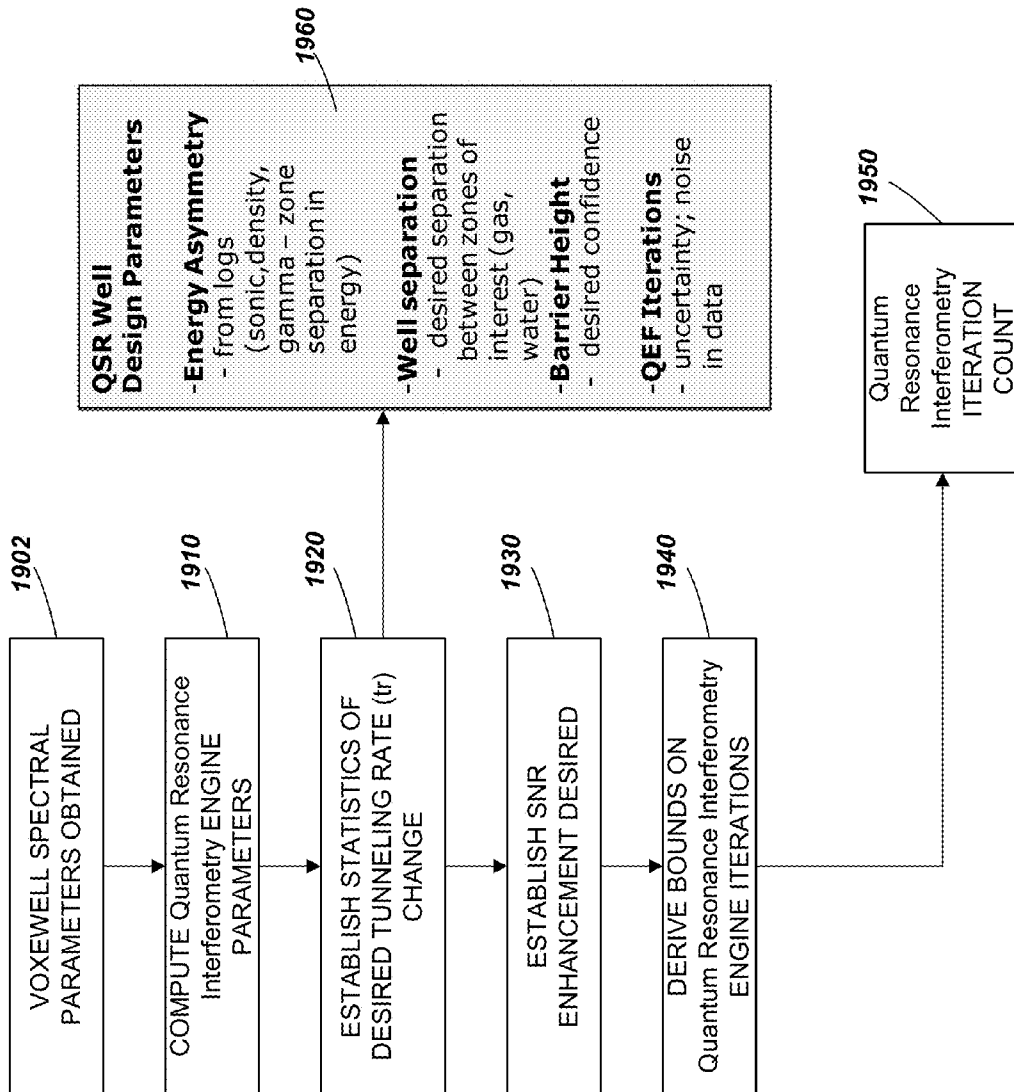 1902
VOXEWELL SPECTRAL
PARAMETERS OBTAINED
1910
COMPUTE Quantum Resonance
Interferometry ENGINE
PARAMETERS
1920
ESTABLISH STATISTICS OF
DESIRED TUNNELING RATE (tr)
CHANGE
1930
ESTABLISH SNR
ENHANCEMENT DESIRED
1940
DERIVE BOUNDS ON
Quantum Resonance Interferometry
ENGINE ITERATIONS
1960
QSR Well
Design Parameters
-Energy Asymmetry
- from logs
(sonic,density,
gamma – zone
separation in
energy)
-Well separation
- desired separation
between zones of
interest (gas,
water)
-Barrier Height
- desired confidence
-QEF Iterations
- uncertainty; noise
in data
1950
Quantum
Resonance
Interferometry
ITERATION
COUNT